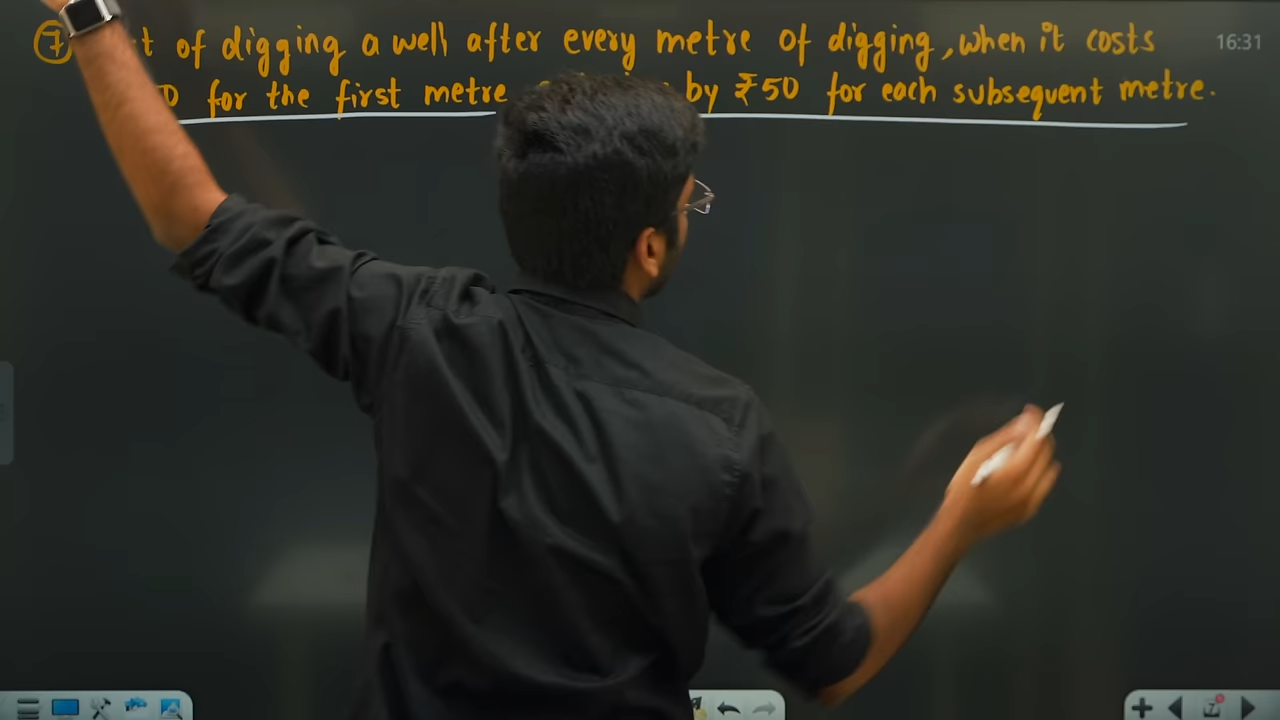 7 of digging a well after every metre of digging, when it costs
16:31
for the first metre by ₹50 for each subsequent metre.